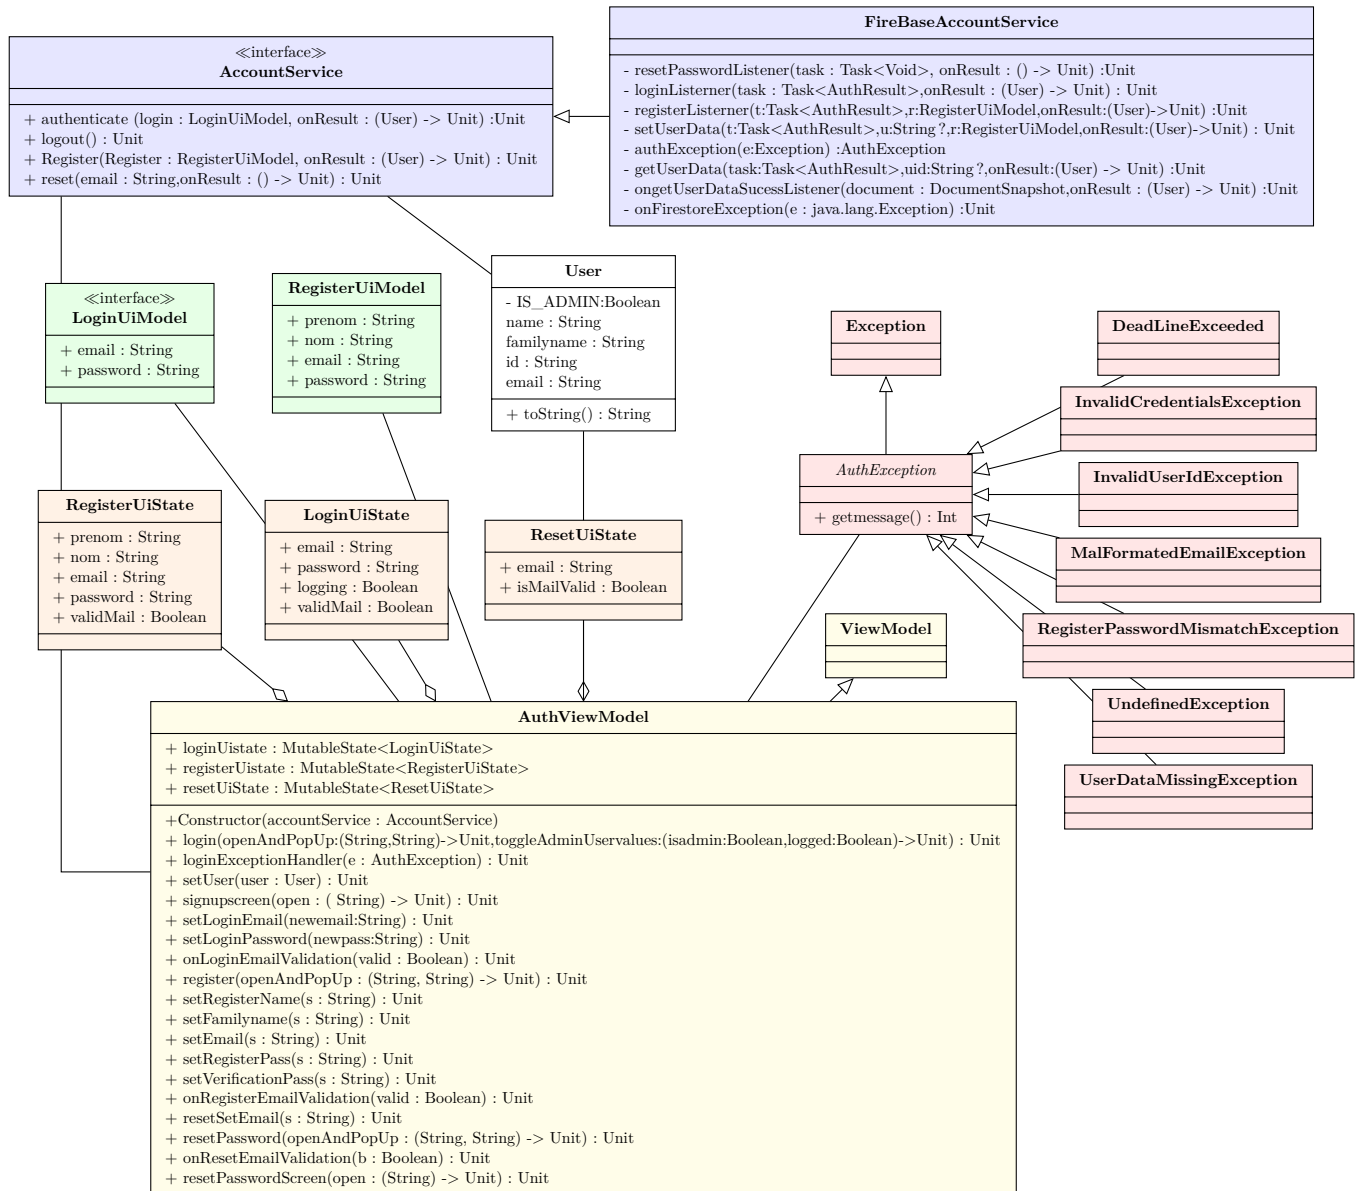 ≪interface≫
AccountService
+ authenticate (login : LoginUiModel, onResult : (User) -> Unit) :Unit
+ logout() : Unit
+ Register(Register : RegisterUiModel, onResult : (User) -> Unit) : Unit
+ reset(email : String,onResult : () -> Unit) : Unit
FireBaseAccountService
- resetPasswordListener(task : Task<Void>, onResult : () -> Unit) :Unit
- loginListerner(task : Task<AuthResult>,onResult : (User) -> Unit) : Unit
- registerListerner(t:Task<AuthResult>,r:RegisterUiModel,onResult:(User)->Unit) :Unit
- setUserData(t:Task<AuthResult>,u:String?,r:RegisterUiModel,onResult:(User)->Unit) : Unit
- authException(e:Exception) :AuthException
- getUserData(task:Task<AuthResult>,uid:String?,onResult:(User) -> Unit) :Unit
- ongetUserDataSucessListener(document : DocumentSnapshot,onResult : (User) -> Unit) :Unit
- onFirestoreException(e : java.lang.Exception) :Unit
≪interface≫
LoginUiModel
+ email : String
+ password : String
RegisterUiModel
+ prenom : String
+ nom : String
+ email : String
+ password : String
User
- IS_ADMIN:Boolean
name : String
familyname : String
id : String
email : String
+ toString() : String
Exception
DeadLineExceeded
InvalidCredentialsException
AuthException
+ getmessage() : Int
InvalidUserIdException
MalFormatedEmailException
RegisterPasswordMismatchException
UndefinedException
UserDataMissingException
RegisterUiState
+ prenom : String
+ nom : String
+ email : String
+ password : String
+ validMail : Boolean
LoginUiState
+ email : String
+ password : String
+ logging : Boolean
+ validMail : Boolean
ResetUiState
+ email : String
+ isMailValid : Boolean
ViewModel
AuthViewModel
+ loginUistate : MutableState<LoginUiState>
+ registerUistate : MutableState<RegisterUiState>
+ resetUiState : MutableState<ResetUiState>
+Constructor(accountService : AccountService)
+ login(openAndPopUp:(String,String)->Unit,toggleAdminUservalues:(isadmin:Boolean,logged:Boolean)->Unit) : Unit
+ loginExceptionHandler(e : AuthException) : Unit
+ setUser(user : User) : Unit
+ signupscreen(open : ( String) -> Unit) : Unit
+ setLoginEmail(newemail:String) : Unit
+ setLoginPassword(newpass:String) : Unit
+ onLoginEmailValidation(valid : Boolean) : Unit
+ register(openAndPopUp : (String, String) -> Unit) : Unit
+ setRegisterName(s : String) : Unit
+ setFamilyname(s : String) : Unit
+ setEmail(s : String) : Unit
+ setRegisterPass(s : String) : Unit
+ setVerificationPass(s : String) : Unit
+ onRegisterEmailValidation(valid : Boolean) : Unit
+ resetSetEmail(s : String) : Unit
+ resetPassword(openAndPopUp : (String, String) -> Unit) : Unit
+ onResetEmailValidation(b : Boolean) : Unit
+ resetPasswordScreen(open : (String) -> Unit) : Unit